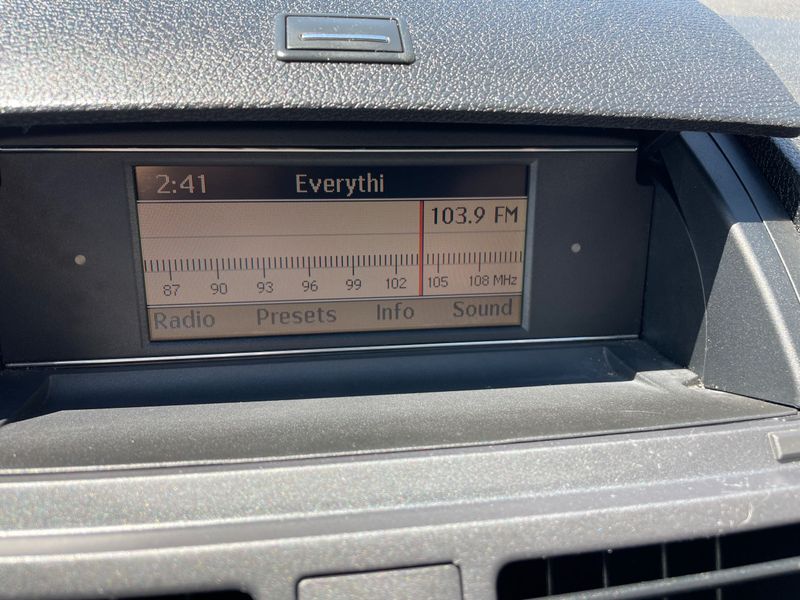 2:41 Everythi
103.9 FM
87 90 93 96 99 102 105 108 MHz
Radio Presets Info Sound